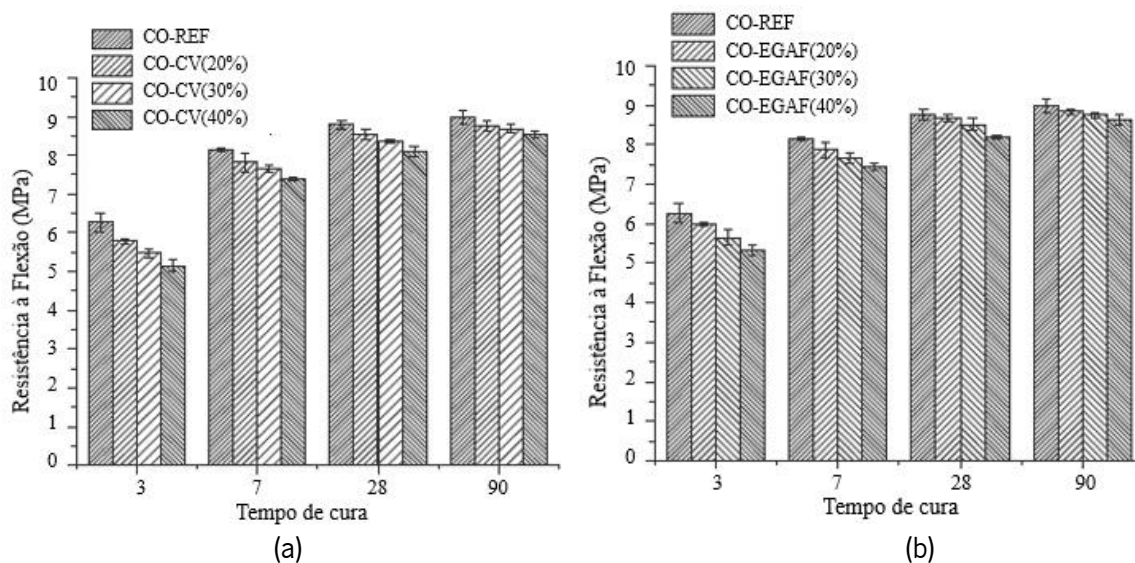 CO-REF
CO-CV(20%)
CO-CV(30%)
CO-CV(40%)
10
9
8
7
6
5
4
3
2
1
0
Resistência à Flexão (MPa)
3 7 28 90
Tempo de cura
(a)
CO-REF
CO-EGAF(20%)
CO-EGAF(30%)
CO-EGAF(40%)
10
9
8
7
6
5
4
3
2
1
0
Resistência à Flexão (MPa)
3 7 28 90
Tempo de cura
(b)